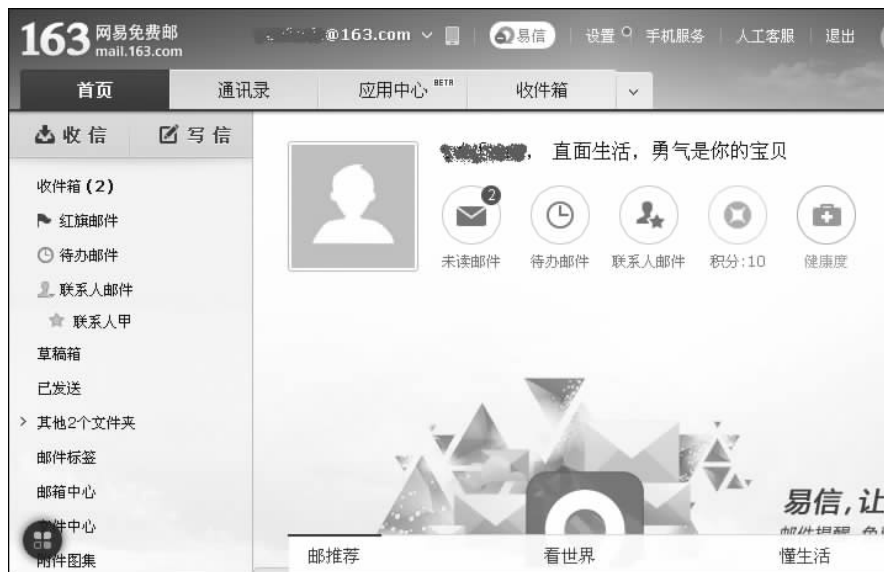 163 网易免费邮
mail.163.com
@163.com 易信 设置 手机服务 人工客服 退出
首页 通讯录 应用中心 BETA 收件箱
收信 写信
，直面生活，勇气是你的宝贝
收件箱(2)
红旗邮件
待办邮件
联系人邮件
联系人甲
草稿箱
已发送
其他2个文件夹
邮件标签
邮箱中心
件中心
附件图集
2
未读邮件 待办邮件 联系人邮件 积分:10 健康度
易信,让
邮件提醒
邮推荐 看世界 懂生活